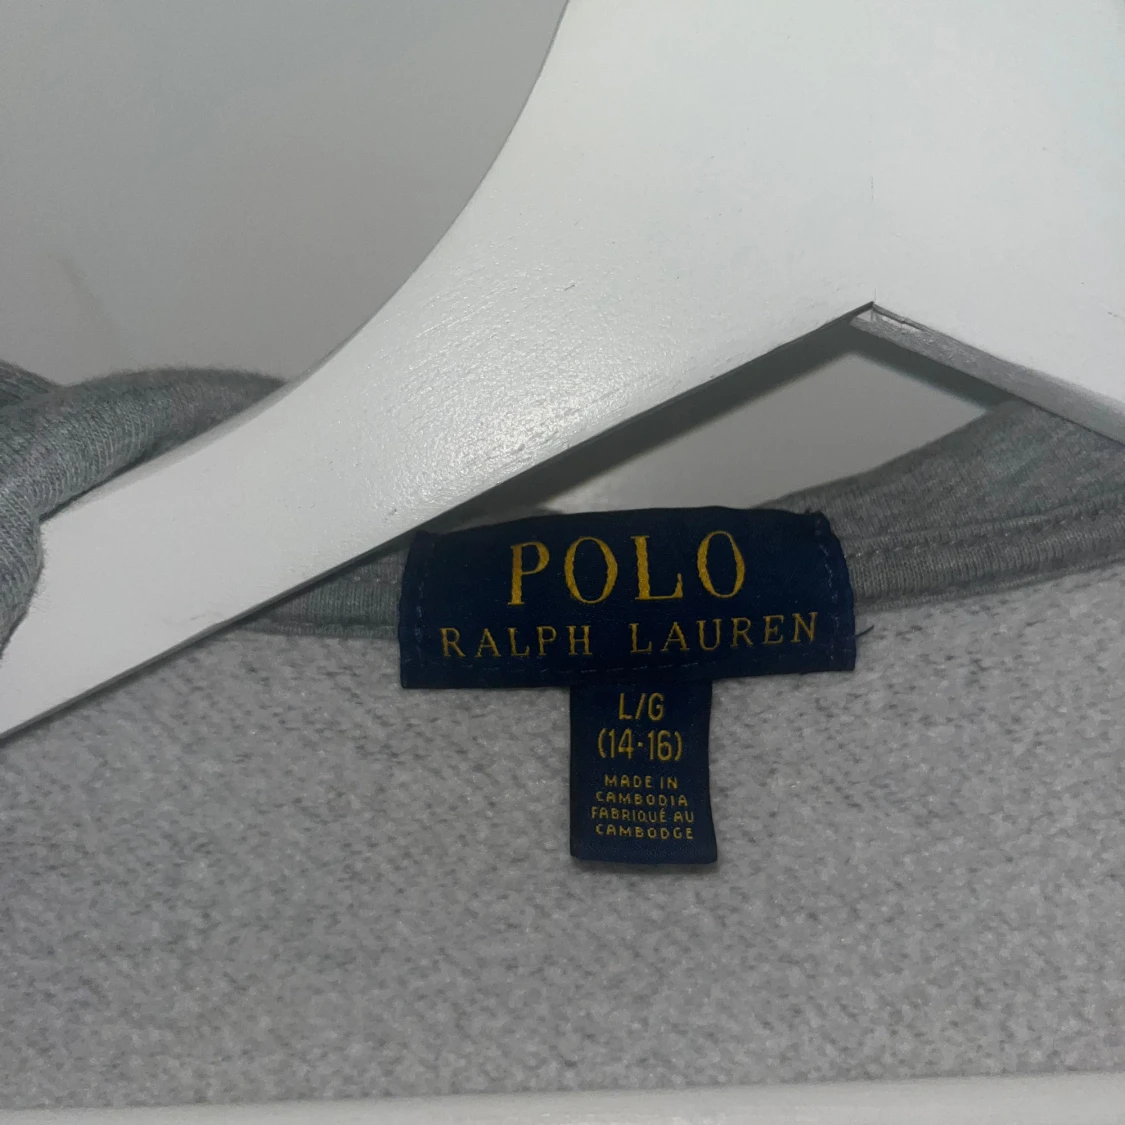 POLO
RALPH LAUREN
L/G
(14-16)
MADE IN
CAMBODIA
FABRIQUÉ AU
CAMBODGE